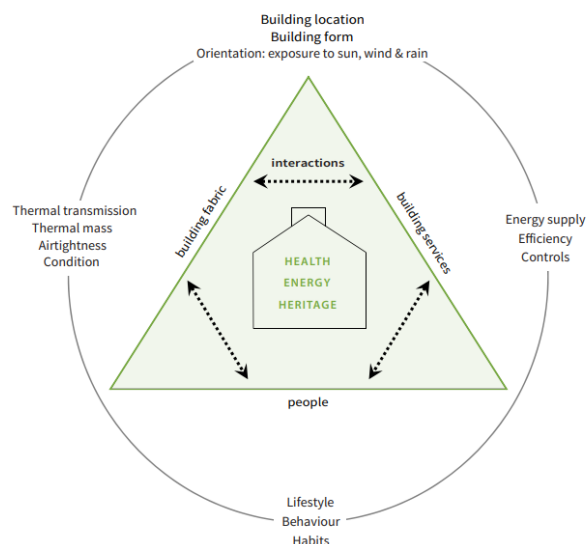 Building location
Building form
Orientation: exposure to sun, wind & rain
interactions
building fabric
building services
Thermal transmission
Thermal mass
Airtightness
Condition
Energy supply
Efficiency
Controls
HEALTH
ENERGY
HERITAGE
people
Lifestyle
Behaviour
Habits